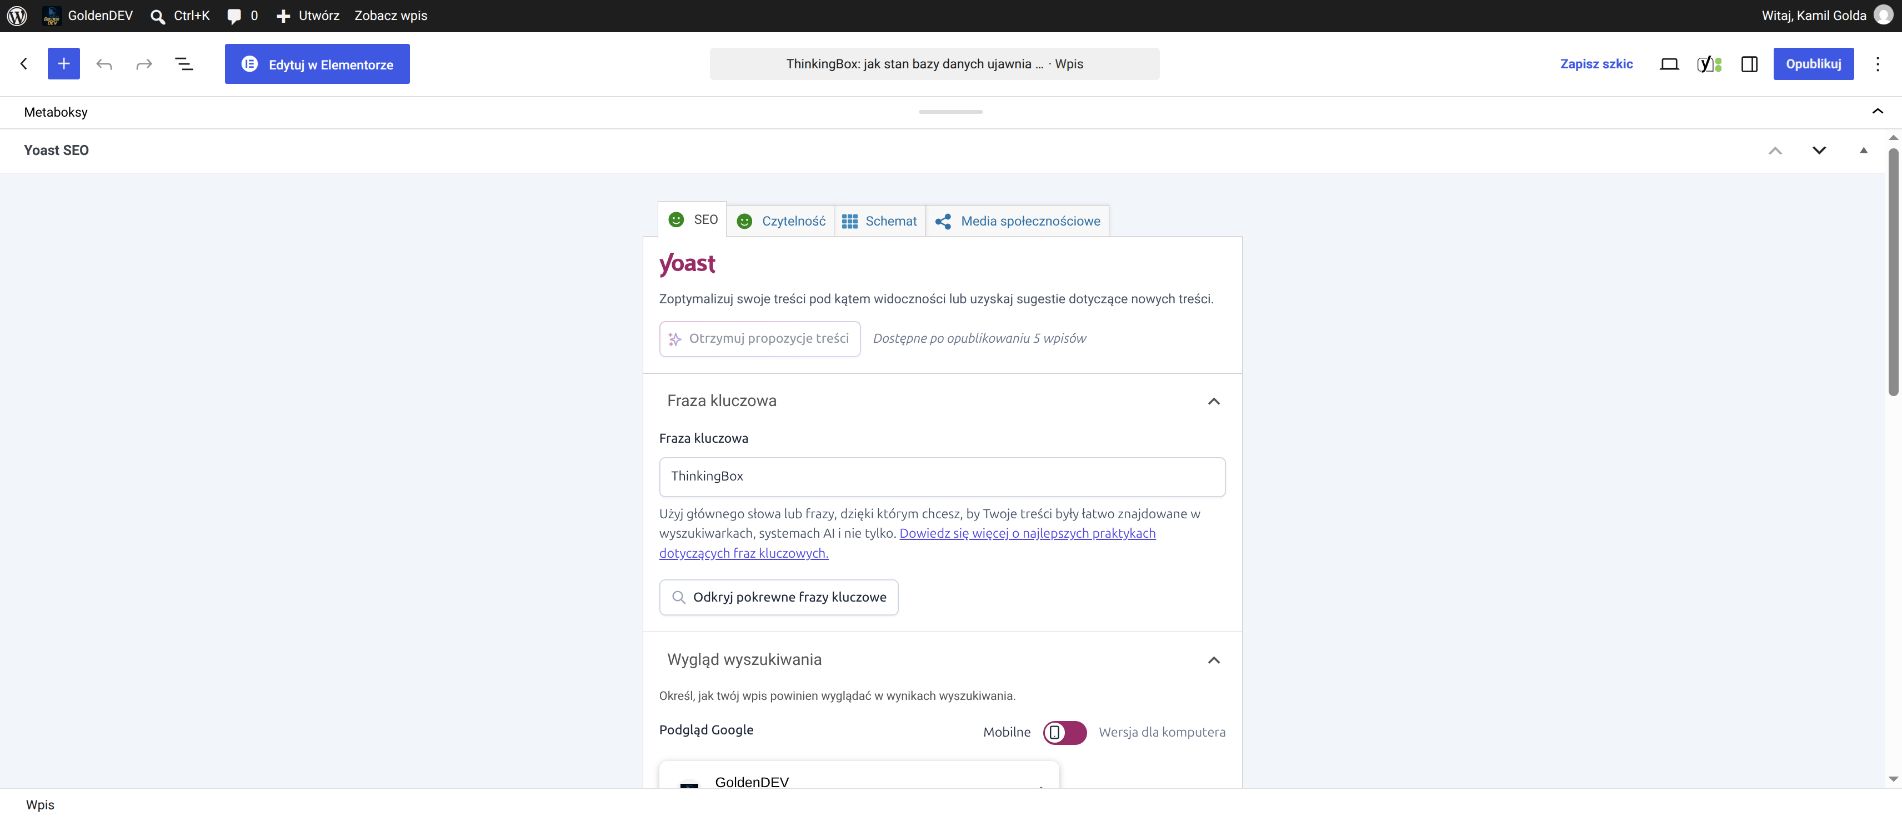 GoldenDEV
Ctrl+K
0
Utwórz
Zobacz wpis
Witaj, Kamil Golda
Edytuj w Elementorze
ThinkingBox: jak stan bazy danych ujawnia ... · Wpis
Zapisz szkic
Opublikuj
Metaboksy
Yoast SEO
SEO
Czytelność
Schemat
Media społecznościowe
yoast
Zoptymalizuj swoje treści pod kątem widoczności lub uzyskaj sugestie dotyczące nowych treści.
Otrzymuj propozycje treści
Dostępne po opublikowaniu 5 wpisów
Fraza kluczowa
Fraza kluczowa
ThinkingBox
Użyj głównego słowa lub frazy, dzięki którym chcesz, by Twoje treści były łatwo znajdowane w
wyszukiwarkach, systemach AI i nie tylko. Dowiedz się więcej o najlepszych praktykach
dotyczących fraz kluczowych.
Odkryj pokrewne frazy kluczowe
Wygląd wyszukiwania
Określ, jak twój wpis powinien wyglądać w wynikach wyszukiwania.
Podgląd Google
Mobilne
Wersja dla komputera
GoldenDEV
Wpis